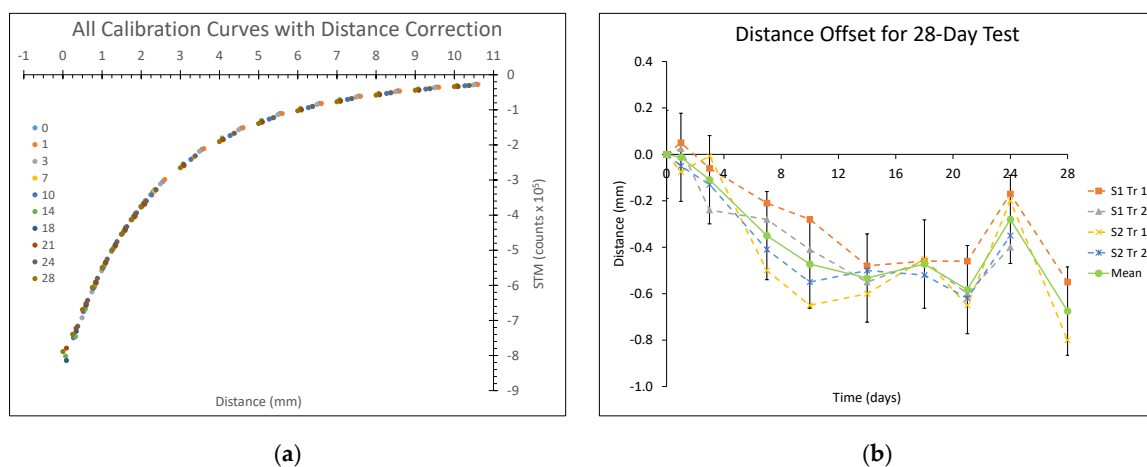 All Calibration Curves with Distance Correction
-1 0 1 2 3 4 5 6 7 8 9 10 11
0
-1
-2
-3
-4
-5
-6
-7
-8
-9
STM (counts x 10⁵)
0
1
3
7
10
14
18
21
24
28
Distance (mm)
(a)
Distance Offset for 28-Day Test
0.4
0.2
0.0
-0.2
-0.4
-0.6
-0.8
-1.0
Distance (mm)
0 4 8 12 16 20 24 28
Time (days)
S1 Tr 1
S1 Tr 2
S2 Tr 1
S2 Tr 2
Mean
(b)